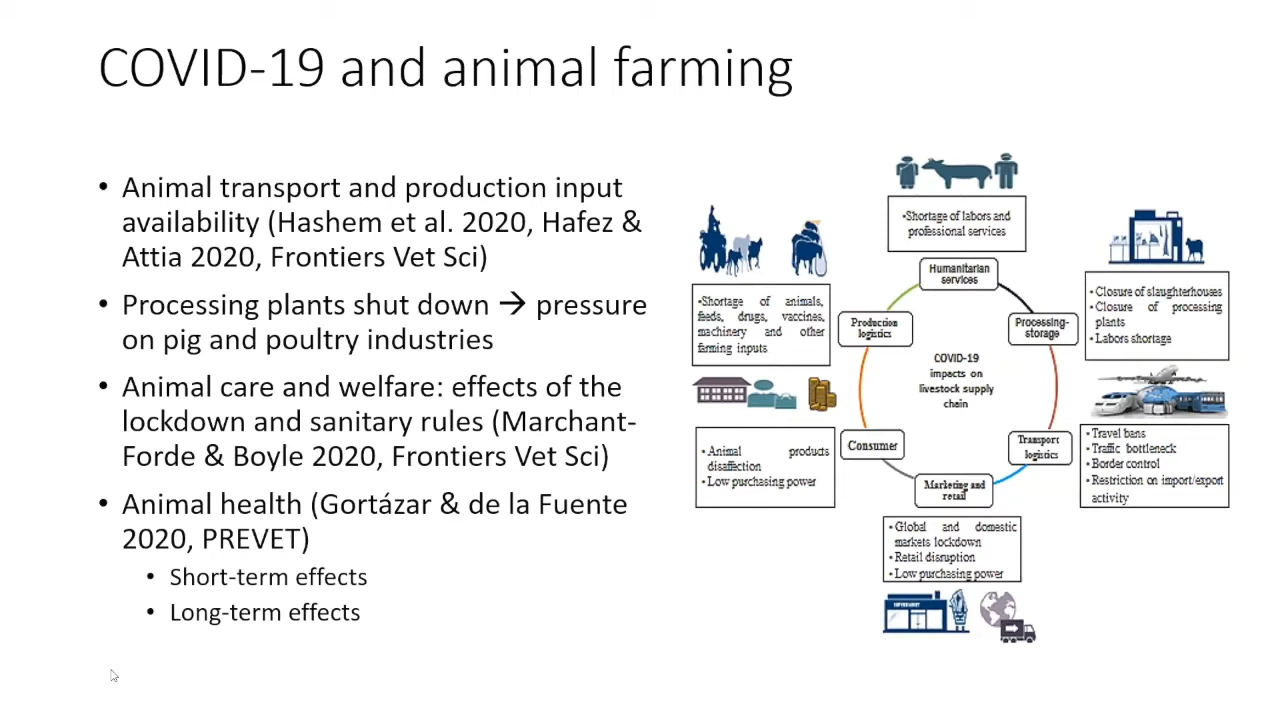 COVID-19 and animal farming
• Animal transport and production input
availability (Hashem et al. 2020, Hafez &
Attia 2020, Frontiers Vet Sci)
• Processing plants shut down → pressure
on pig and poultry industries
• Animal care and welfare: effects of the
lockdown and sanitary rules (Marchant-
Forde & Boyle 2020, Frontiers Vet Sci)
• Animal health (Gortázar & de la Fuente
2020, PREVET)
• Short-term effects
• Long-term effects
•Shortage of labors and
professional services
Humanitarian
services
•Shortage of animals,
feeds, drugs, vaccines,
machinery and other
farming inputs
Production
logistics
Processing-
storage
• Closure of slaughterhouses
• Closure of processing
plants
• Labors shortage
COVID-19
impacts on
livestock supply
chain
• Animal products
disaffection
• Low purchasing power
Consumer
Transport
logistics
• Travel bans
• Traffic bottleneck
• Border control
• Restriction on import/export
activity
Marketing and
retail
• Global and domestic
markets lockdown
• Retail disruption
• Low purchasing power